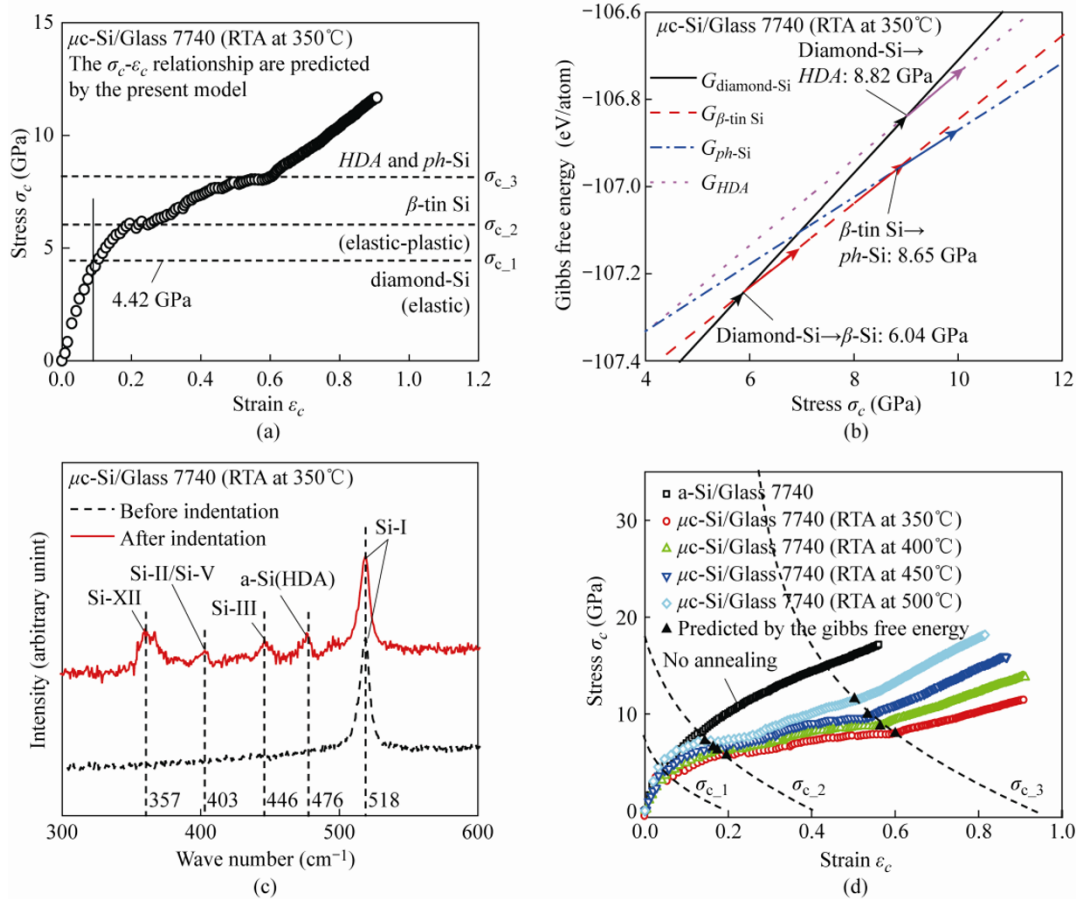 μc-Si/Glass 7740 (RTA at 350℃)
The σc-εc relationship are predicted
by the present model
15
10
5
0
Stress σc (GPa)
HDA and ph-Si
σc_3
β-tin Si
σc_2
(elastic-plastic)
σc_1
4.42 GPa
diamond-Si
(elastic)
0.0 0.2 0.4 0.6 0.8 1.0 1.2
Strain εc
(a)
μc-Si/Glass 7740 (RTA at 350℃)
Diamond-Si→
HDA: 8.82 GPa
Gdiamond-Si
Gβ-tin Si
Gph-Si
GHDA
β-tin Si→
ph-Si: 8.65 GPa
Diamond-Si→β-Si: 6.04 GPa
−106.6
−106.8
−107.0
−107.2
−107.4
Gibbs free energy (eV/atom)
4 6 8 10 12
Stress σc (GPa)
(b)
μc-Si/Glass 7740 (RTA at 350℃)
Before indentation
After indentation
Si-I
Si-II/Si-V
a-Si(HDA)
Si-XII
Si-III
357 403 446 476 518
Intensity (arbitrary unint)
300 400 500 600
Wave number (cm−1)
(c)
a-Si/Glass 7740
μc-Si/Glass 7740 (RTA at 350℃)
μc-Si/Glass 7740 (RTA at 400℃)
μc-Si/Glass 7740 (RTA at 450℃)
μc-Si/Glass 7740 (RTA at 500℃)
Predicted by the gibbs free energy
No annealing
σc_1
σc_2
σc_3
30
20
10
0
Stress σc (GPa)
0.0 0.2 0.4 0.6 0.8 1.0
Strain εc
(d)